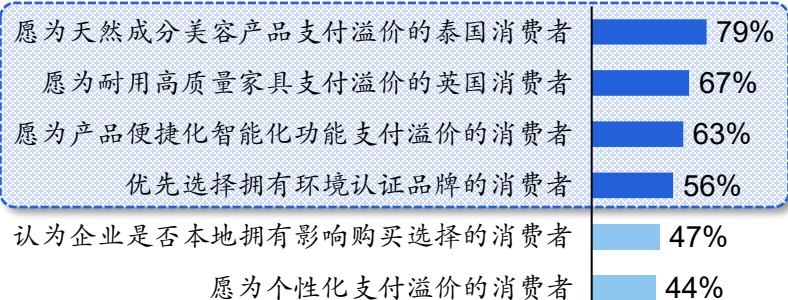 愿为天然成分美容产品支付溢价的泰国消费者 79%
愿为耐用高质量家具支付溢价的英国消费者 67%
愿为产品便捷化智能化功能支付溢价的消费者 63%
优先选择拥有环境认证品牌的消费者 56%
认为企业是否本地拥有影响购买选择的消费者 47%
愿为个性化支付溢价的消费者 44%